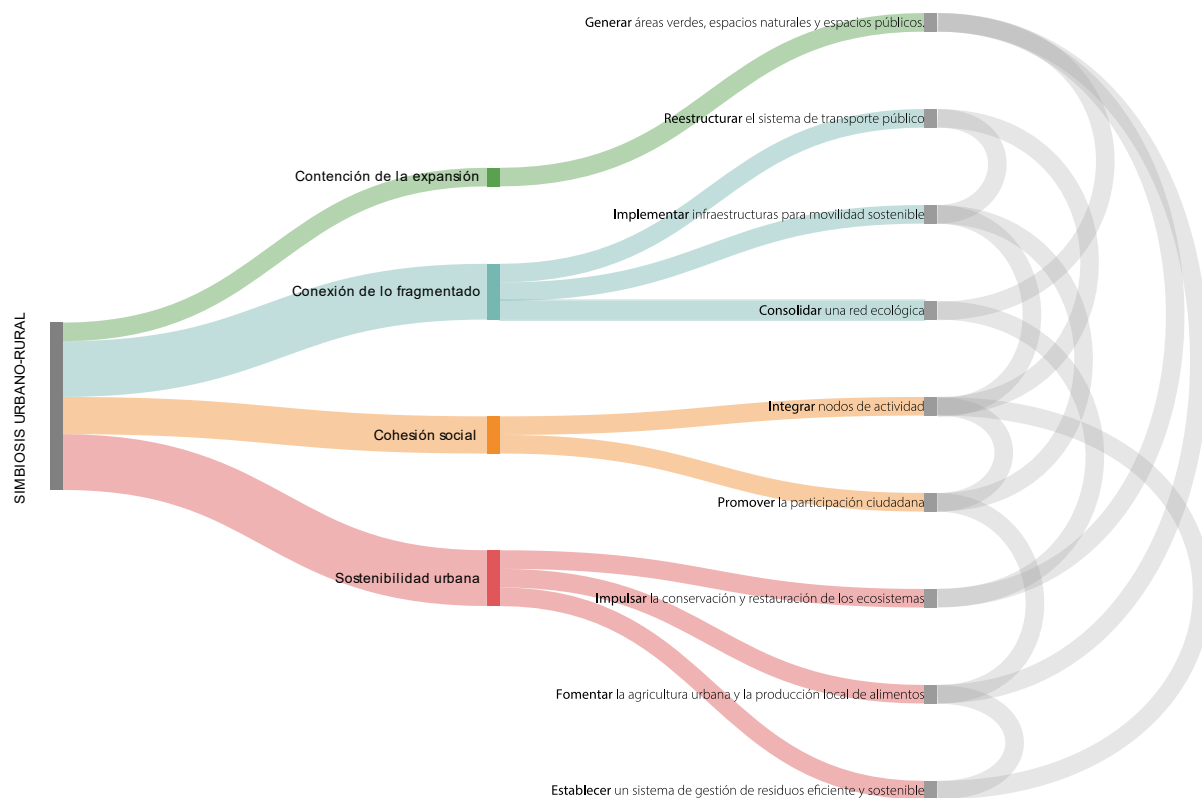 SIMBIOSIS URBANO-RURAL
Contención de la expansión
Conexión de lo fragmentado
Cohesión social
Sostenibilidad urbana
Generar áreas verdes, espacios naturales y espacios públicos.
Reestructurar el sistema de transporte público
Implementar infraestructuras para movilidad sostenible
Consolidar una red ecológica
Integrar nodos de actividad
Promover la participación ciudadana
Impulsar la conservación y restauración de los ecosistemas
Fomentar la agricultura urbana y la producción local de alimentos
Establecer un sistema de gestión de residuos eficiente y sostenible